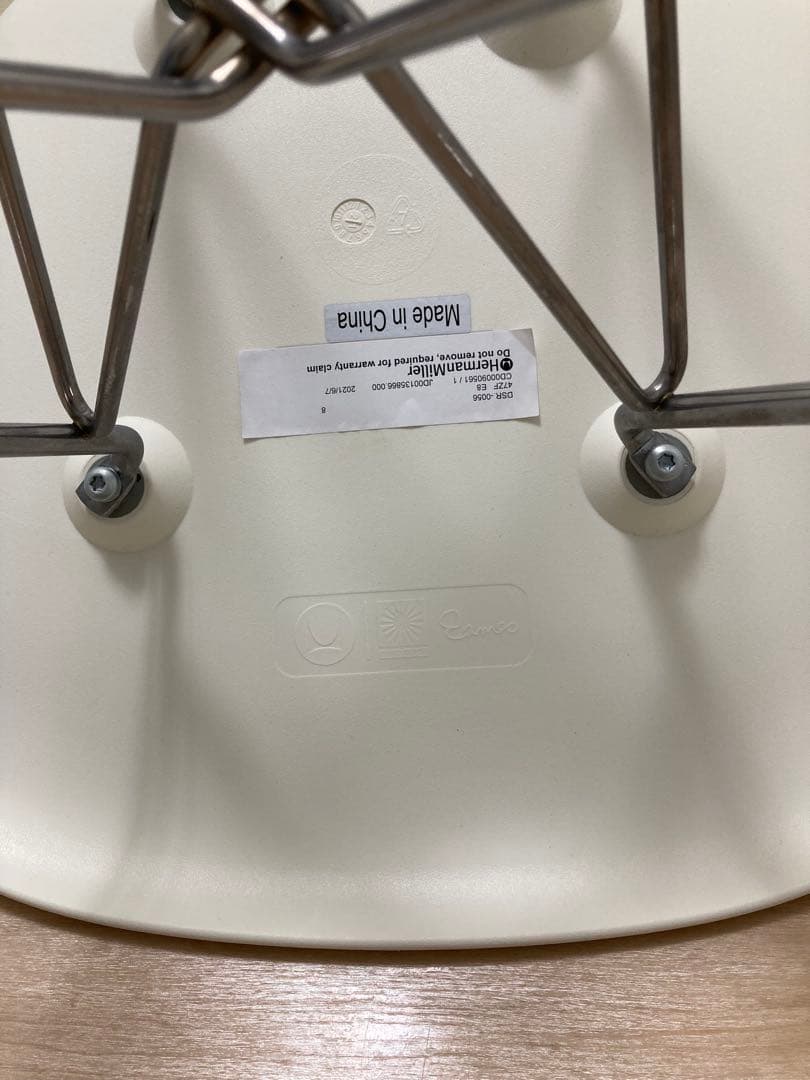 Made in China
HermanMiller
Do not remove, required for warranty claim
DSR.-0056
47ZF E8
CD00090561 / 1 JD00135866.000 2021/6/7
8
Eames